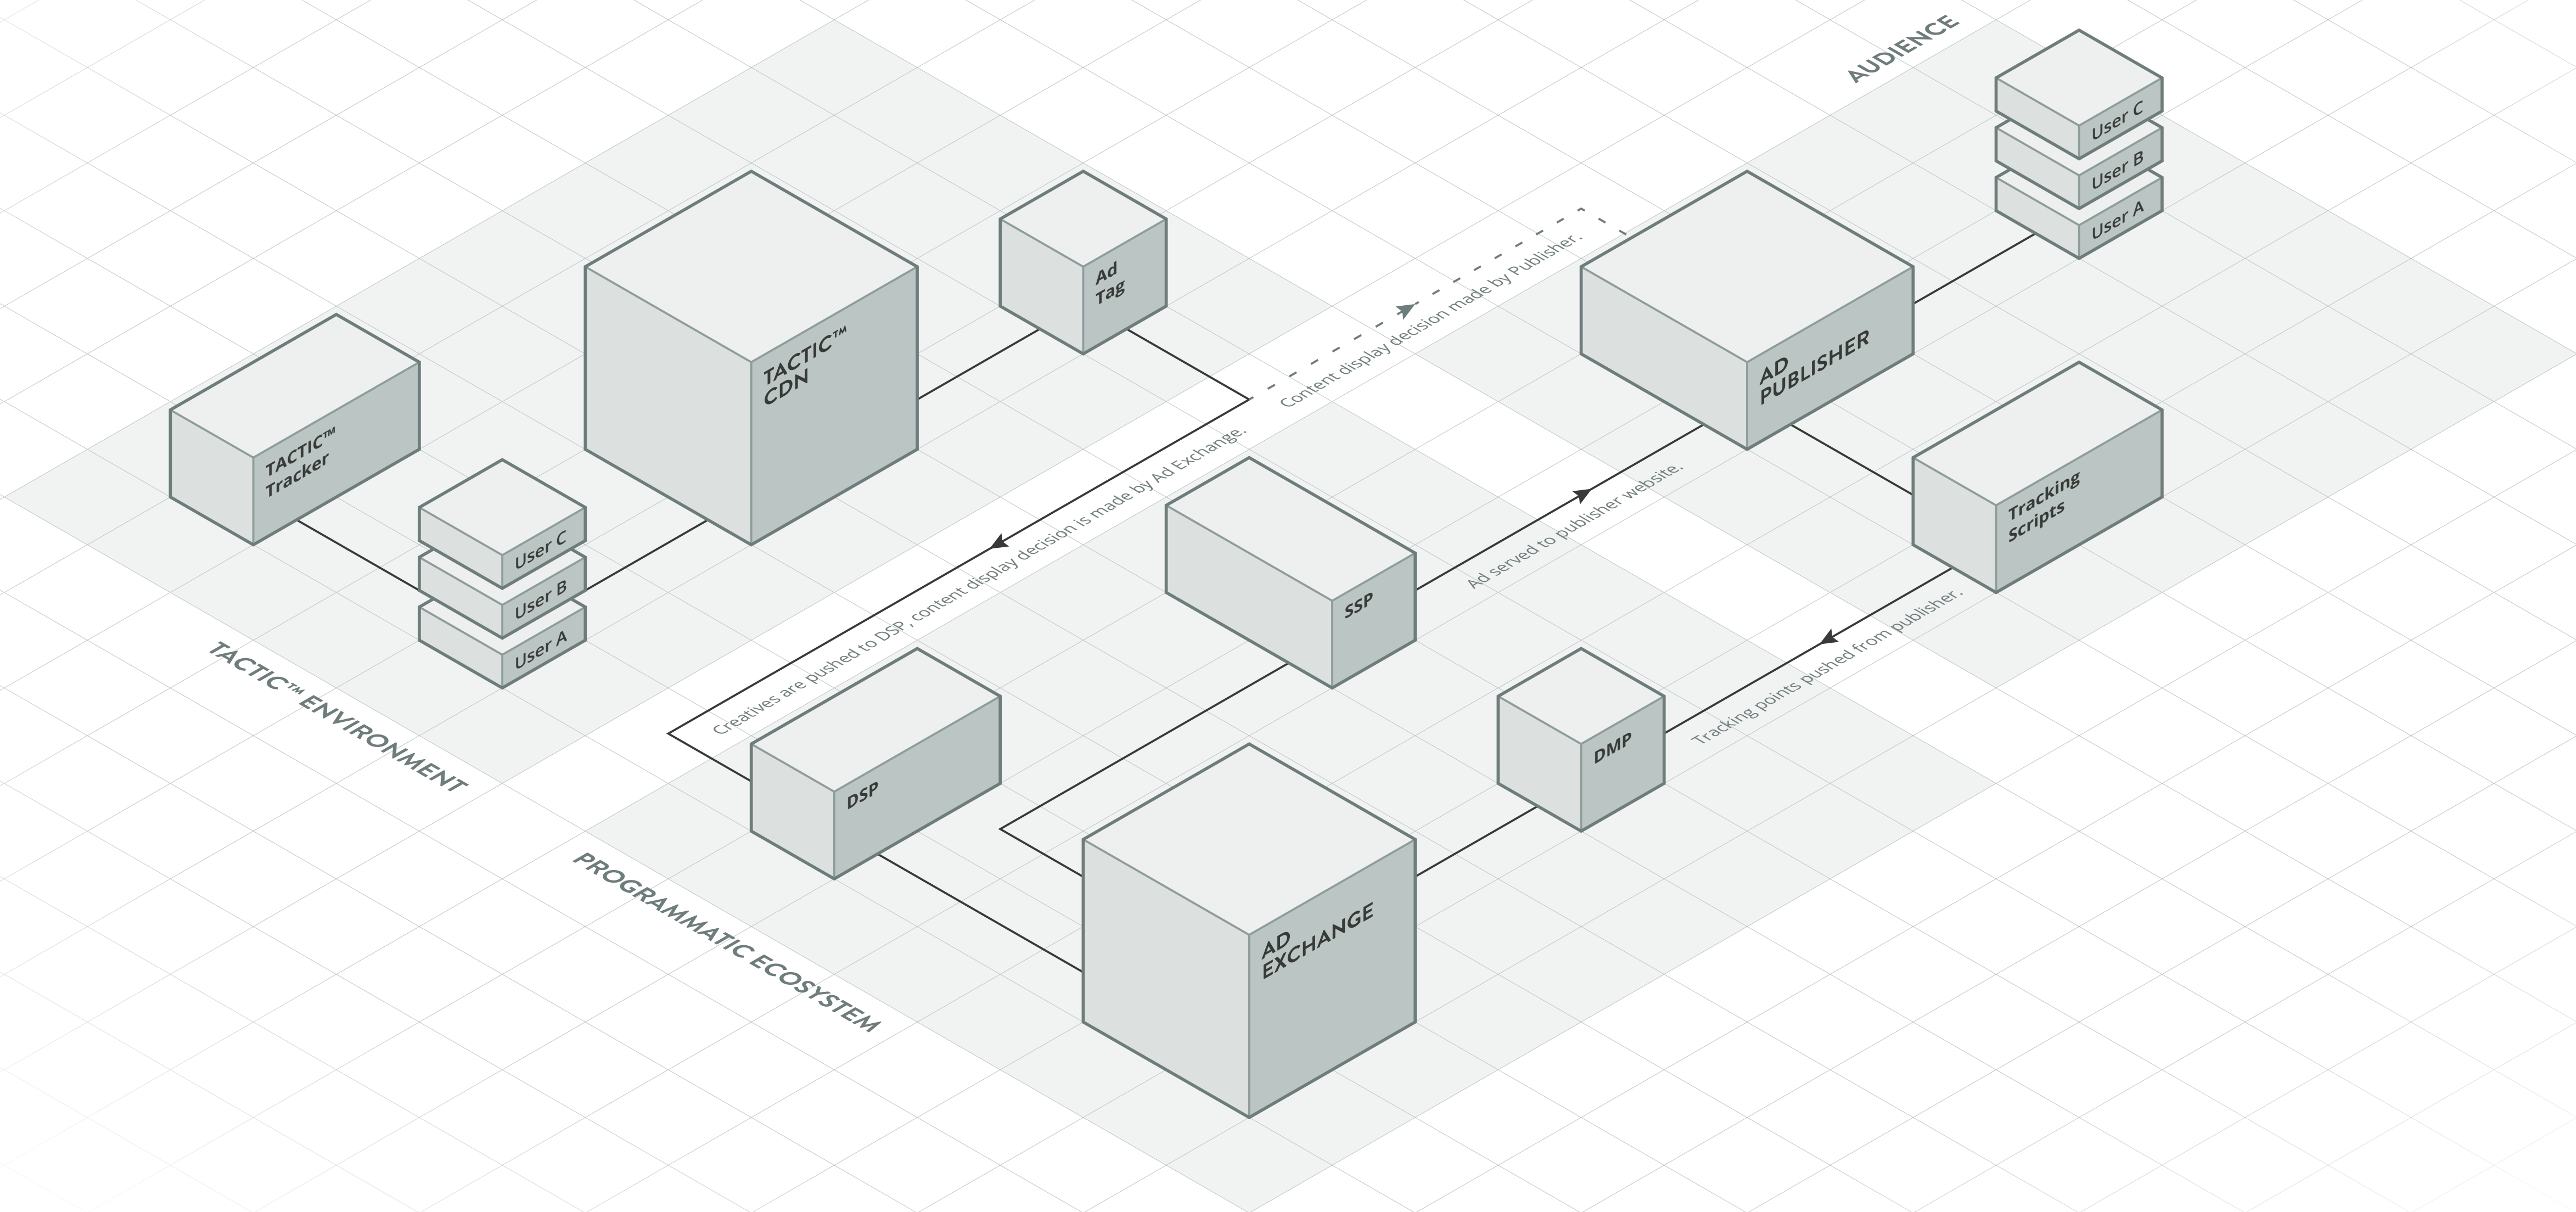 AUDIENCE
User C
User B
User A
AD
PUBLISHER
Tracking
Scripts
Content display decision made by Publisher.
Ad
Tag
TACTIC™
CDN
TACTIC™
Tracker
User C
User B
User A
TACTIC™ ENVIRONMENT
Creatives are pushed to DSP, content display decision is made by Ad Exchange.
Ad served to publisher website.
Tracking points pushed from publisher.
SSP
DMP
DSP
AD
EXCHANGE
PROGRAMMATIC ECOSYSTEM